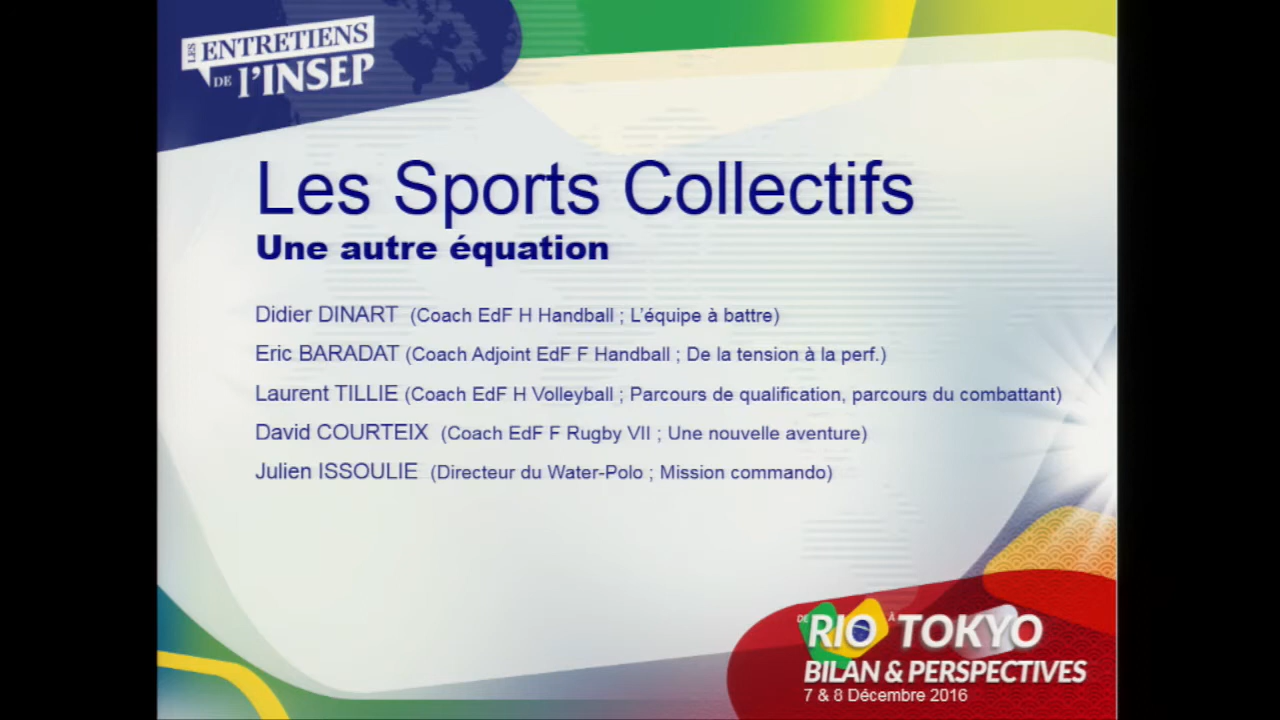 LES ENTRETIENS
DE L'INSEP
Les Sports Collectifs
Une autre équation
Didier DINART (Coach EdF H Handball ; L'équipe à battre)
Eric BARADAT (Coach Adjoint EdF F Handball ; De la tension à la perf.)
Laurent TILLIE (Coach EdF H Volleyball ; Parcours de qualification, parcours du combattant)
David COURTEIX (Coach EdF F Rugby VII ; Une nouvelle aventure)
Julien ISSOULIE (Directeur du Water-Polo ; Mission commando)
DE RIO À TOKYO
BILAN & PERSPECTIVES
7 & 8 Décembre 2016